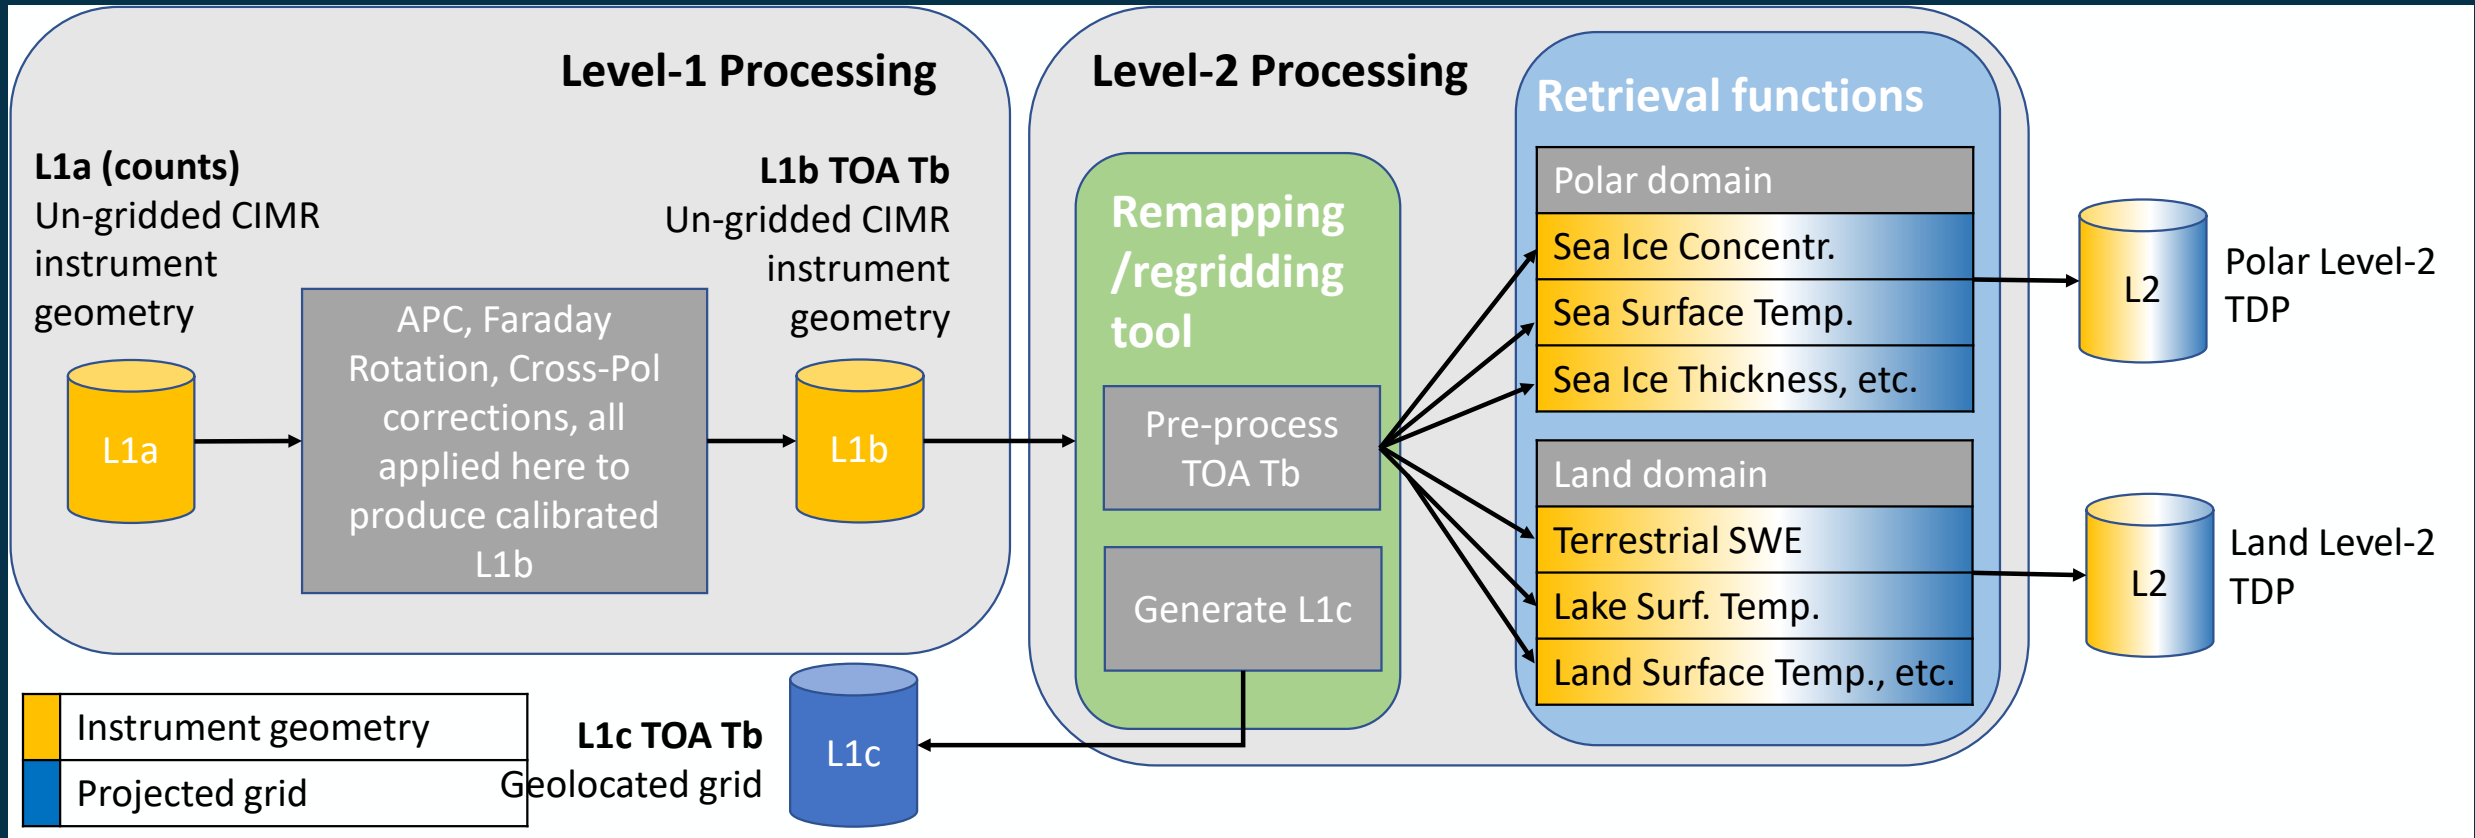 Level-1 Processing
L1a (counts)
Un-gridded CIMR
instrument
geometry
L1a
APC, Faraday
Rotation, Cross-Pol
corrections, all
applied here to
produce calibrated
L1b
L1b TOA Tb
Un-gridded CIMR
instrument
geometry
L1b
Level-2 Processing
Remapping
/regridding
tool
Pre-process
TOA Tb
Generate L1c
Retrieval functions
Polar domain
Sea Ice Concentr.
Sea Surface Temp.
Sea Ice Thickness, etc.
Land domain
Terrestrial SWE
Lake Surf. Temp.
Land Surface Temp., etc.
L2
Polar Level-2
TDP
L2
Land Level-2
TDP
Instrument geometry
Projected grid
L1c TOA Tb
Geolocated grid
L1c